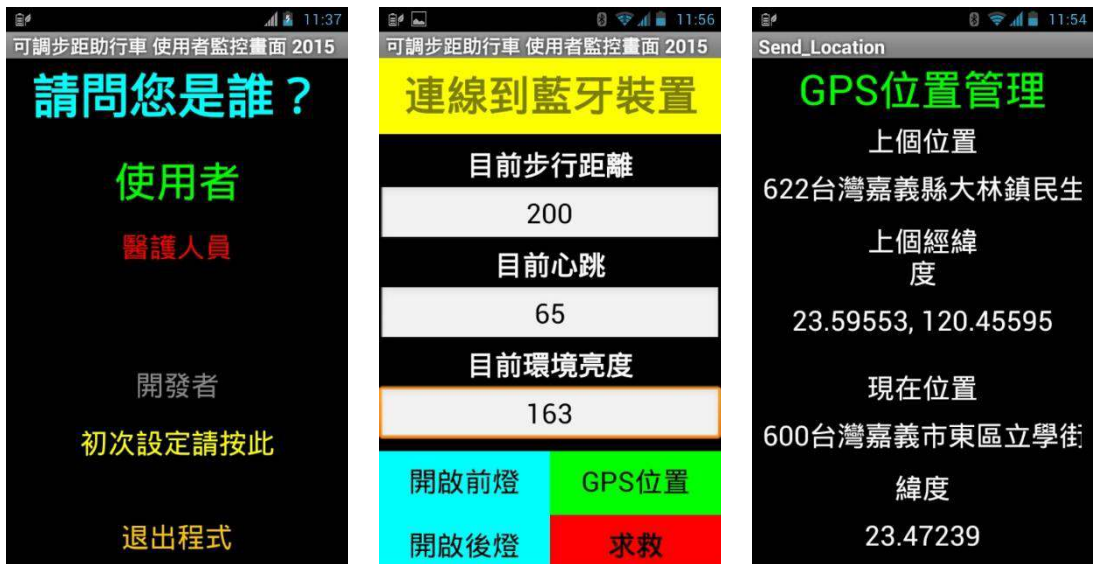 11:37
可調步距助行車 使用者監控畫面 2015
請問您是誰？
使用者
醫護人員
開發者
初次設定請按此
退出程式
11:56
可調步距助行車 使用者監控畫面 2015
連線到藍牙裝置
目前步行距離
200
目前心跳
65
目前環境亮度
163
開啟前燈
GPS位置
開啟後燈
求救
11:54
Send_Location
GPS位置管理
上個位置
622台灣嘉義縣大林鎮民生
上個經緯
度
23.59553, 120.45595
現在位置
600台灣嘉義市東區立學街
緯度
23.47239